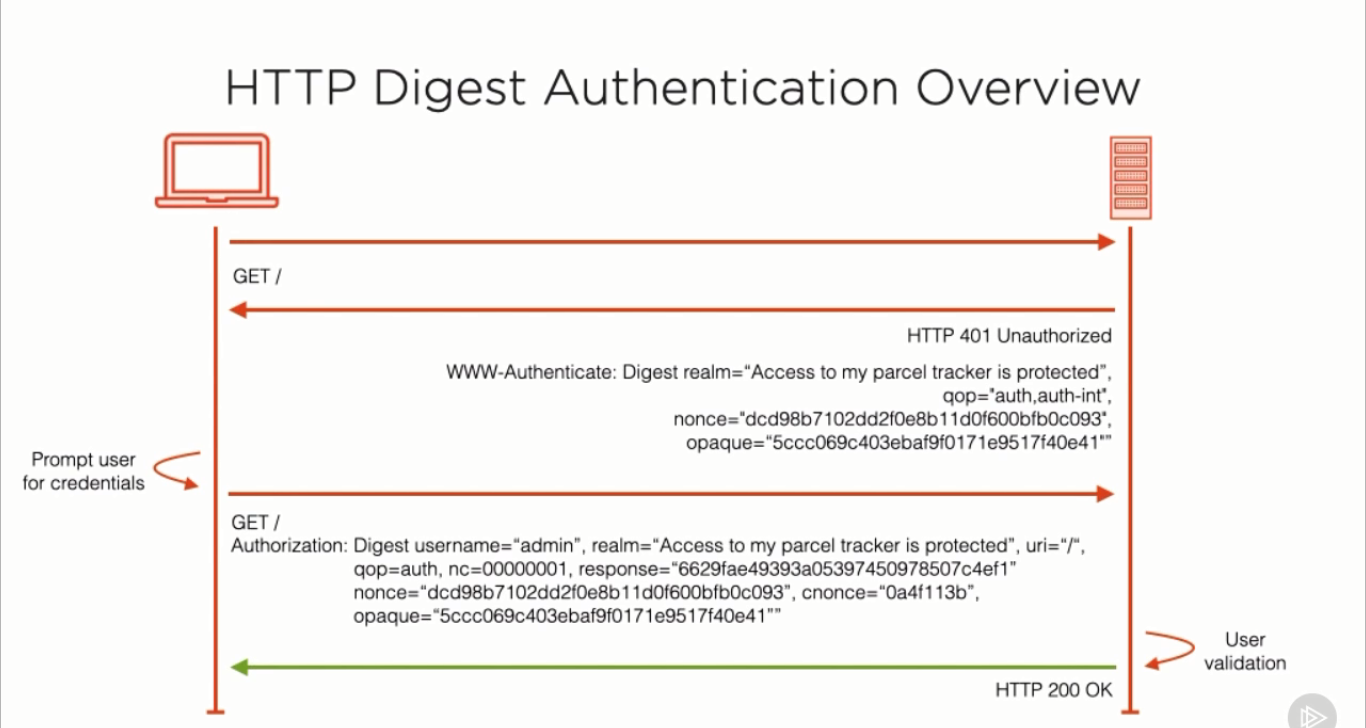 HTTP Digest Authentication Overview
GET /
HTTP 401 Unauthorized
WWW-Authenticate: Digest realm=“Access to my parcel tracker is protected”,
qop="auth,auth-int",
nonce="dcd98b7102dd2f0e8b11d0f600bfb0c093",
opaque=“5ccc069c403ebaf9f0171e9517f40e41"”
Prompt user
for credentials
GET /
Authorization: Digest username=“admin”, realm=“Access to my parcel tracker is protected”, uri=“/“,
qop=auth, nc=00000001, response=“6629fae49393a05397450978507c4ef1”
nonce=“dcd98b7102dd2f0e8b11d0f600bfb0c093”, cnonce=“0a4f113b”,
opaque=“5ccc069c403ebaf9f0171e9517f40e41””
User
validation
HTTP 200 OK